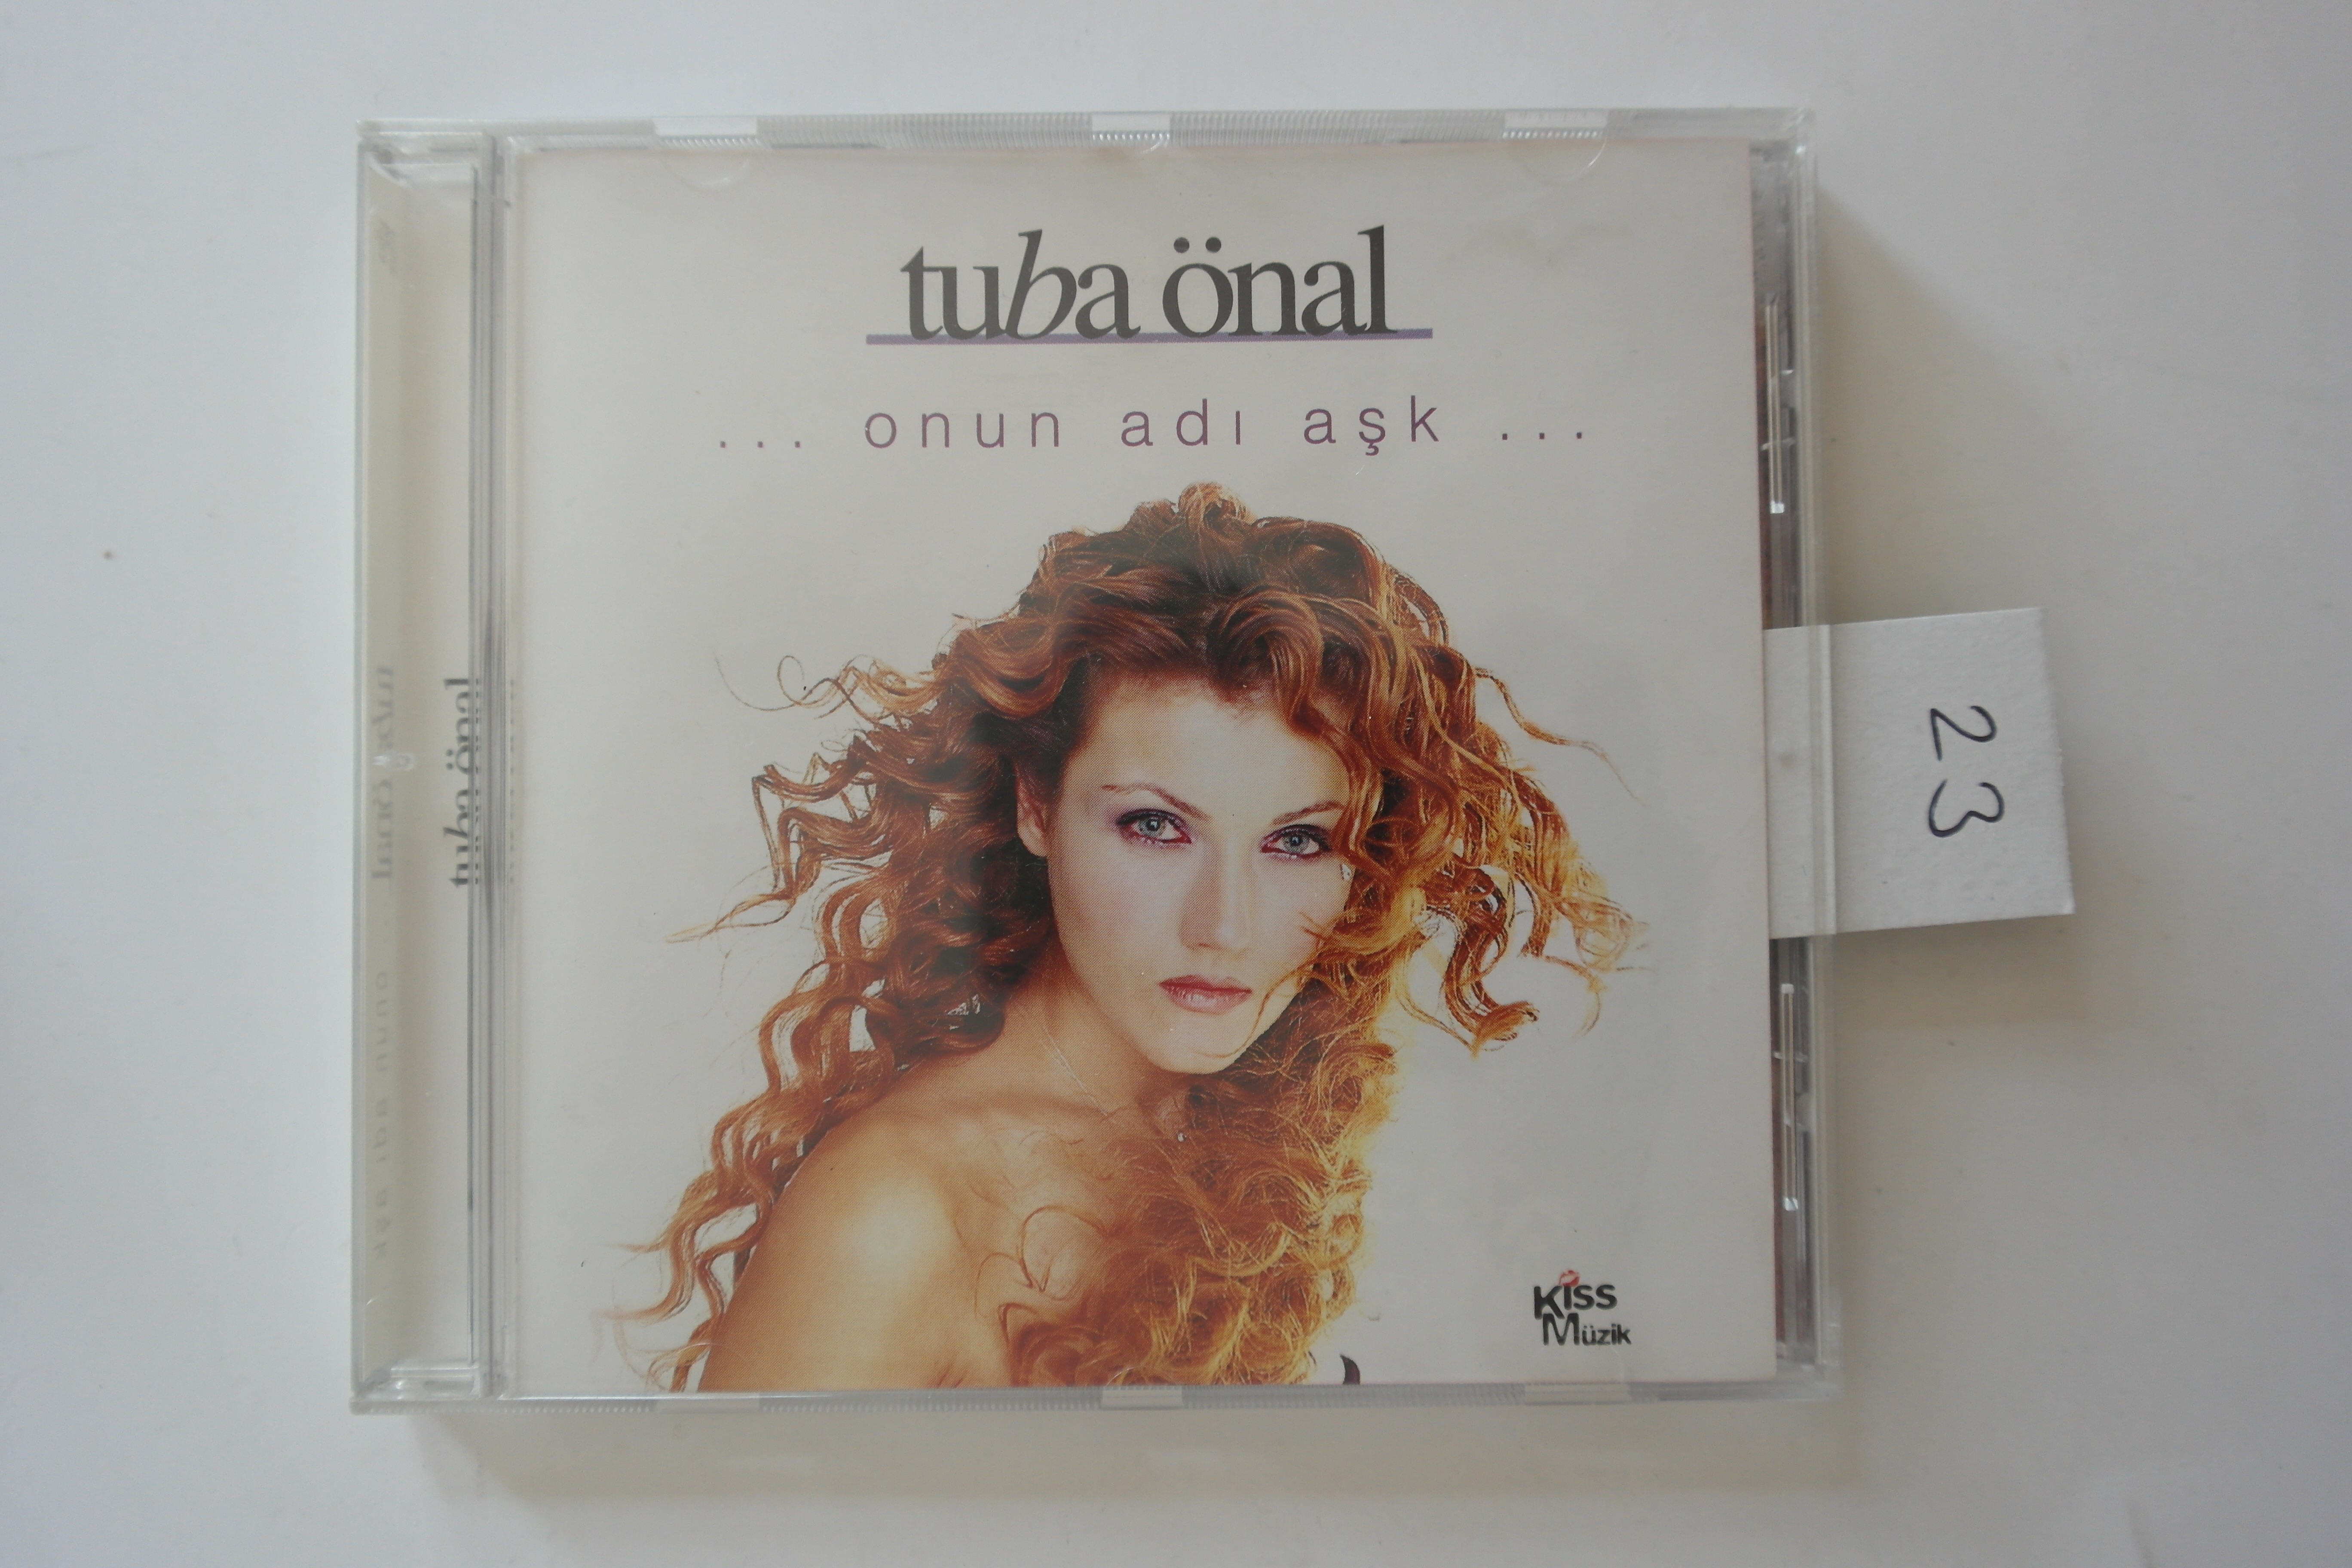 tuba önal
... onun adı aşk ...
tuba önal
Kiss
Müzik
23